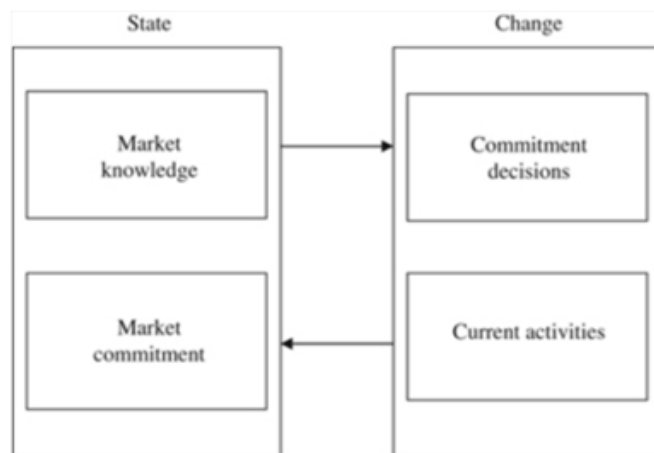 State
Change
Market
knowledge
Commitment
decisions
Market
commitment
Current activities